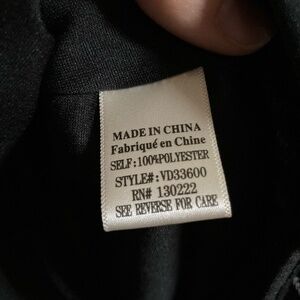 MADE IN CHINA
Fabriqué en Chine
SELF: 100%POLYESTER
STYLE#: VD33600
RN# 130222
SEE REVERSE FOR CARE